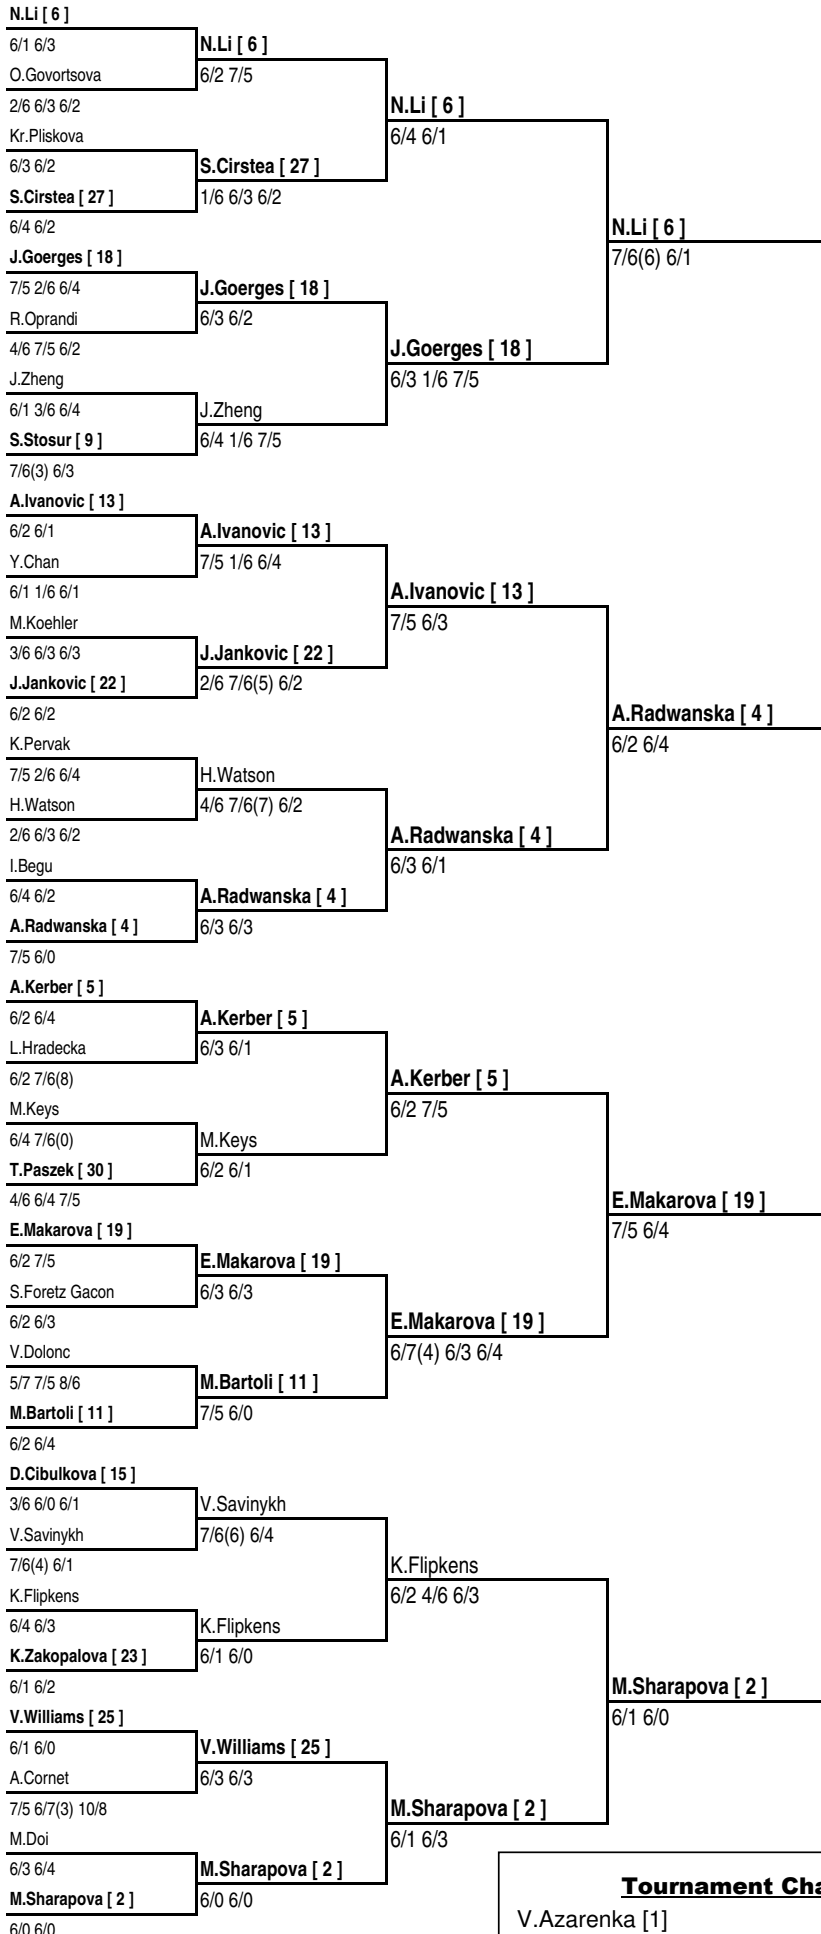 N.Li [ 6 ]
6/1 6/3
O.Govortsova
2/6 6/3 6/2
Kr.Pliskova
6/3 6/2
S.Cirstea [ 27 ]
6/4 6/2
J.Goerges [ 18 ]
7/5 2/6 6/4
R.Oprandi
4/6 7/5 6/2
J.Zheng
6/1 3/6 6/4
S.Stosur [ 9 ]
7/6(3) 6/3
A.Ivanovic [ 13 ]
6/2 6/1
Y.Chan
6/1 1/6 6/1
M.Koehler
3/6 6/3 6/3
J.Jankovic [ 22 ]
6/2 6/2
K.Pervak
7/5 2/6 6/4
H.Watson
2/6 6/3 6/2
I.Begu
6/4 6/2
A.Radwanska [ 4 ]
7/5 6/0
A.Kerber [ 5 ]
6/2 6/4
L.Hradecka
6/2 7/6(8)
M.Keys
6/4 7/6(0)
T.Paszek [ 30 ]
4/6 6/4 7/5
E.Makarova [ 19 ]
6/2 7/5
S.Foretz Gacon
6/2 6/3
V.Dolonc
5/7 7/5 8/6
M.Bartoli [ 11 ]
6/2 6/4
D.Cibulkova [ 15 ]
3/6 6/0 6/1
V.Savinykh
7/6(4) 6/1
K.Flipkens
6/4 6/3
K.Zakopalova [ 23 ]
6/1 6/2
V.Williams [ 25 ]
6/1 6/0
A.Cornet
7/5 6/7(3) 10/8
M.Doi
6/3 6/4
M.Sharapova [ 2 ]
6/0 6/0
N.Li [ 6 ]
6/2 7/5
S.Cirstea [ 27 ]
1/6 6/3 6/2
J.Goerges [ 18 ]
6/3 6/2
J.Zheng
6/4 1/6 7/5
A.Ivanovic [ 13 ]
7/5 1/6 6/4
J.Jankovic [ 22 ]
2/6 7/6(5) 6/2
H.Watson
4/6 7/6(7) 6/2
A.Radwanska [ 4 ]
6/3 6/3
A.Kerber [ 5 ]
6/3 6/1
M.Keys
6/2 6/1
E.Makarova [ 19 ]
6/3 6/3
M.Bartoli [ 11 ]
7/5 6/0
V.Savinykh
7/6(6) 6/4
K.Flipkens
6/1 6/0
V.Williams [ 25 ]
6/3 6/3
M.Sharapova [ 2 ]
6/0 6/0
N.Li [ 6 ]
6/4 6/1
J.Goerges [ 18 ]
6/3 1/6 7/5
A.Ivanovic [ 13 ]
7/5 6/3
A.Radwanska [ 4 ]
6/3 6/1
A.Kerber [ 5 ]
6/2 7/5
E.Makarova [ 19 ]
6/7(4) 6/3 6/4
K.Flipkens
6/2 4/6 6/3
M.Sharapova [ 2 ]
6/1 6/3
N.Li [ 6 ]
7/6(6) 6/1
A.Radwanska [ 4 ]
6/2 6/4
E.Makarova [ 19 ]
7/5 6/4
M.Sharapova [ 2 ]
6/1 6/0
Tournament Cha
V.Azarenka [1]